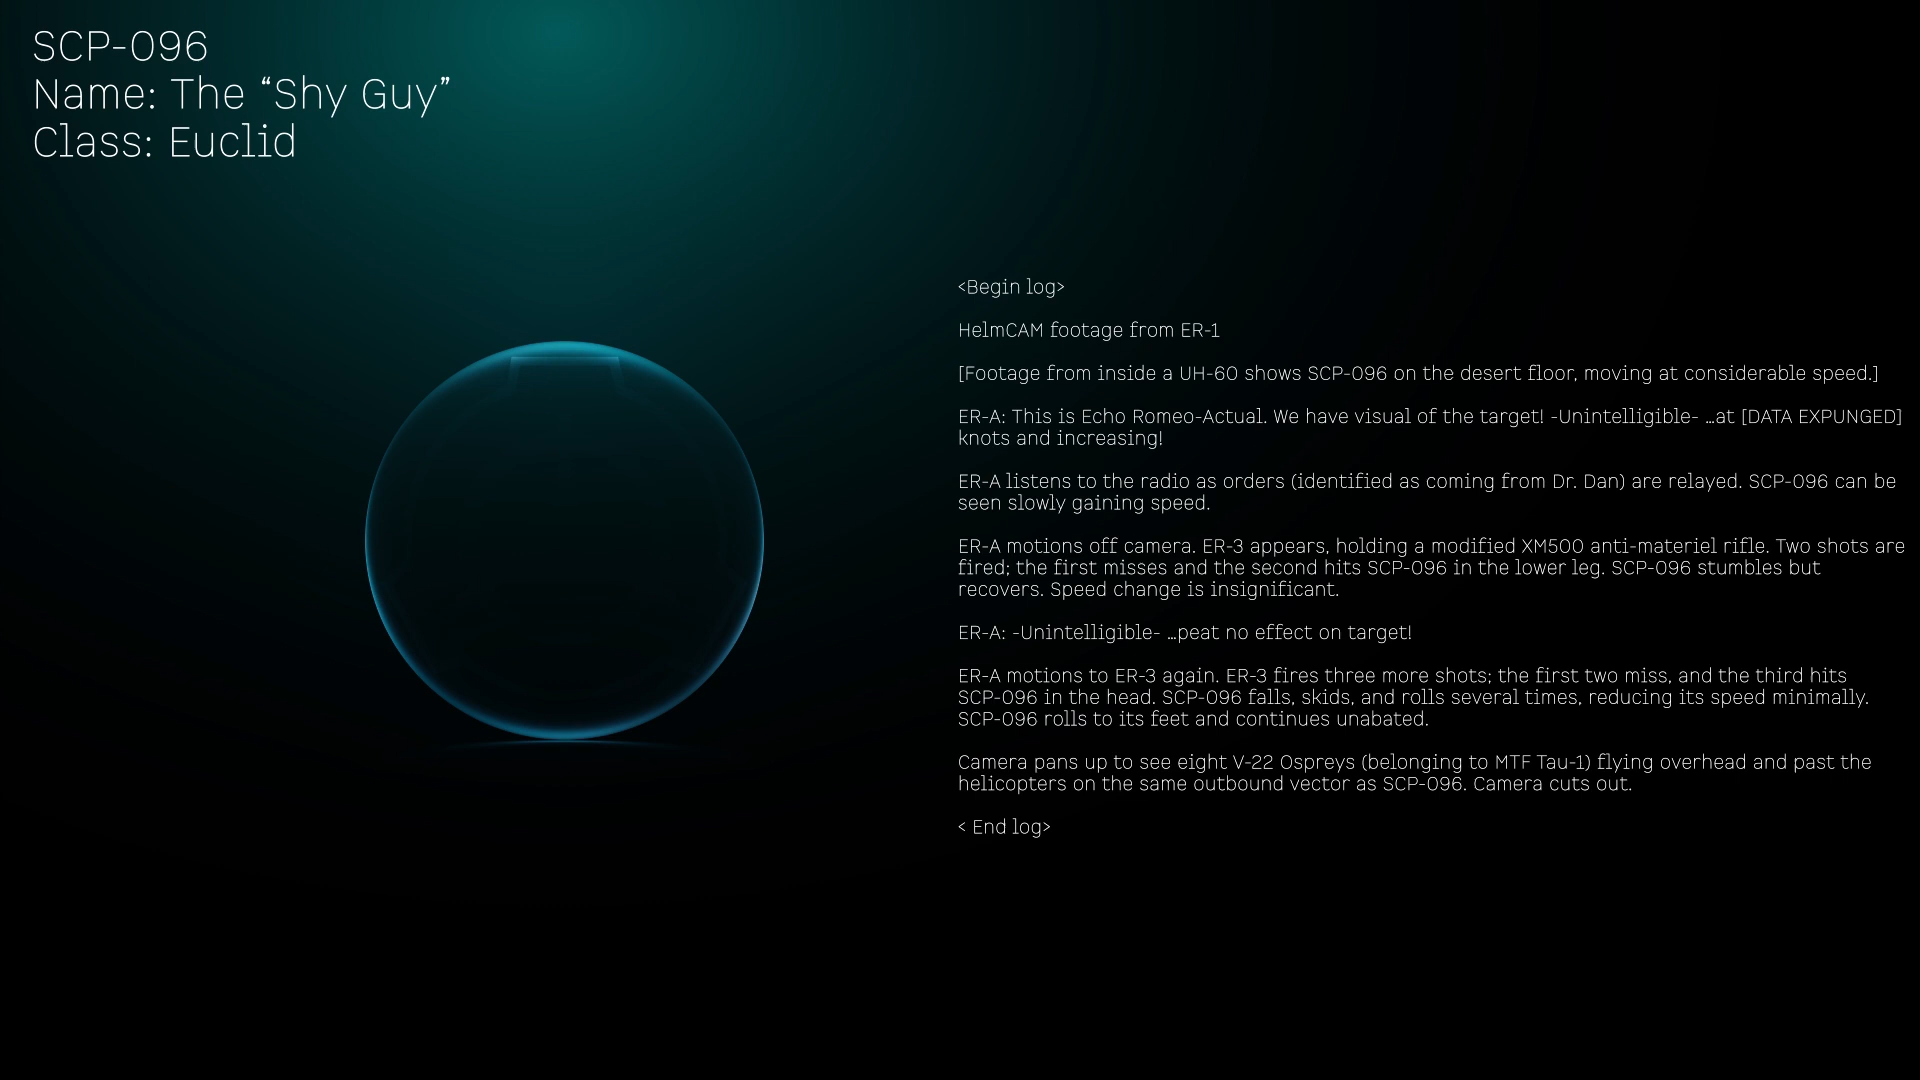 SCP-096
Name: The “Shy Guy”
Class: Euclid
<Begin log>
HelmCAM footage from ER-1
[Footage from inside a UH-60 shows SCP-096 on the desert floor, moving at considerable speed.]
ER-A: This is Echo Romeo-Actual. We have visual of the target! -Unintelligible- …at [DATA EXPUNGED]
knots and increasing!
ER-A listens to the radio as orders (identified as coming from Dr. Dan) are relayed. SCP-096 can be
seen slowly gaining speed.
ER-A motions off camera. ER-3 appears, holding a modified XM500 anti-materiel rifle. Two shots are
fired; the first misses and the second hits SCP-096 in the lower leg. SCP-096 stumbles but
recovers. Speed change is insignificant.
ER-A: -Unintelligible- …peat no effect on target!
ER-A motions to ER-3 again. ER-3 fires three more shots; the first two miss, and the third hits
SCP-096 in the head. SCP-096 falls, skids, and rolls several times, reducing its speed minimally.
SCP-096 rolls to its feet and continues unabated.
Camera pans up to see eight V-22 Ospreys (belonging to MTF Tau-1) flying overhead and past the
helicopters on the same outbound vector as SCP-096. Camera cuts out.
< End log>